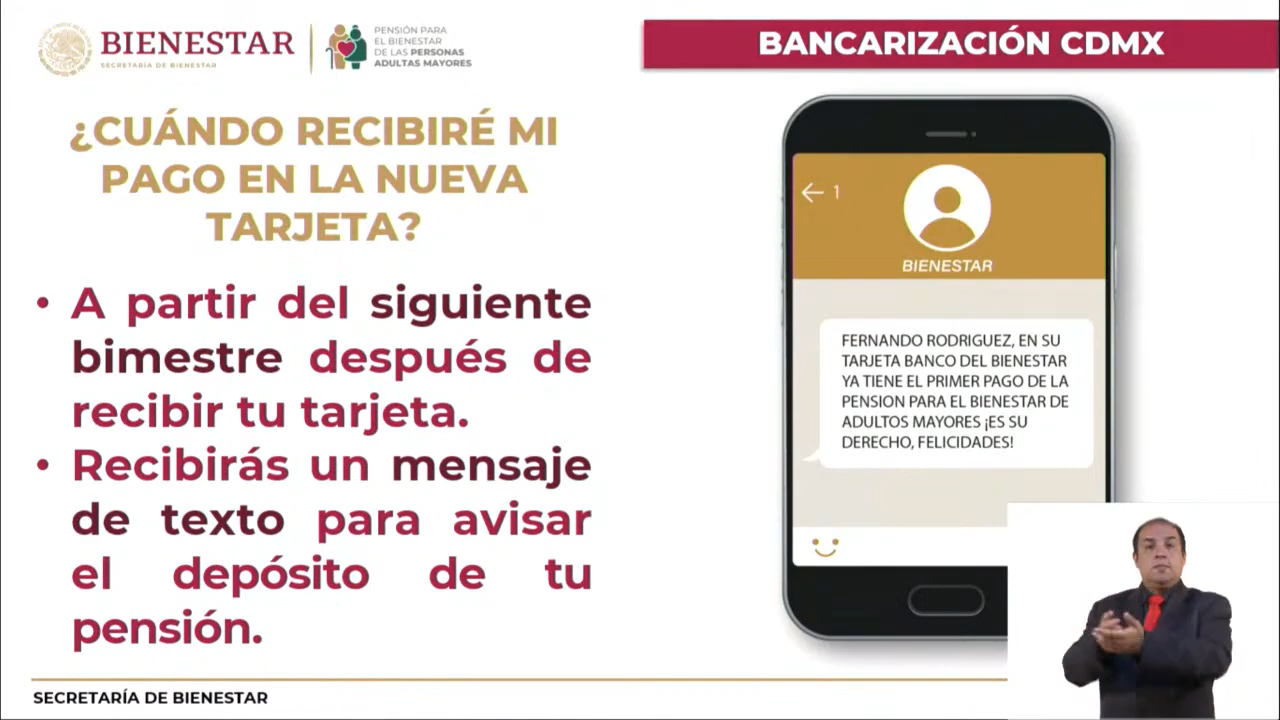 BIENESTAR
SECRETARÍA DE BIENESTAR
PENSIÓN PARA
EL BIENESTAR
DE LAS PERSONAS
ADULTAS MAYORES
BANCARIZACIÓN CDMX
¿CUÁNDO RECIBIRÉ MI
PAGO EN LA NUEVA
TARJETA?
• A partir del siguiente
bimestre después de
recibir tu tarjeta.
• Recibirás un mensaje
de texto para avisar
el depósito de tu
pensión.
1
BIENESTAR
FERNANDO RODRIGUEZ, EN SU
TARJETA BANCO DEL BIENESTAR
YA TIENE EL PRIMER PAGO DE LA
PENSION PARA EL BIENESTAR DE
ADULTOS MAYORES ¡ES SU
DERECHO, FELICIDADES!
SECRETARÍA DE BIENESTAR